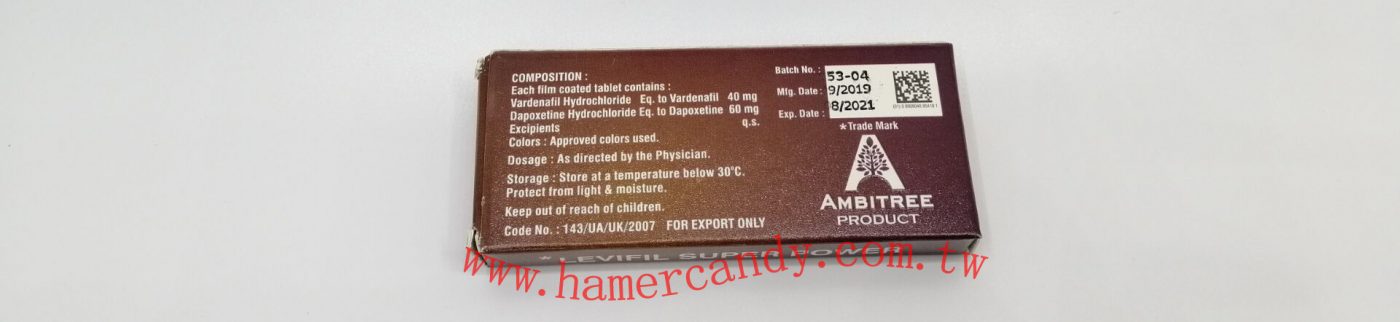 COMPOSITION :
Each film coated tablet contains :
Vardenafil Hydrochloride Eq. to Vardenafil 40 mg
Dapoxetine Hydrochloride Eq. to Dapoxetine 60 mg
Excipients q.s.
Colors : Approved colors used.
Dosage : As directed by the Physician.
Storage : Store at a temperature below 30°C.
Protect from light & moisture.
Keep out of reach of children.
Code No. : 143/UA/UK/2007 FOR EXPORT ONLY
Batch No. : 53-04
Mfg. Date : 9/2019
Exp. Date : 8/2021
*Trade Mark
AMBITREE
PRODUCT
* LEVIFIL SUPER POWER
www.hamercandy.com.tw